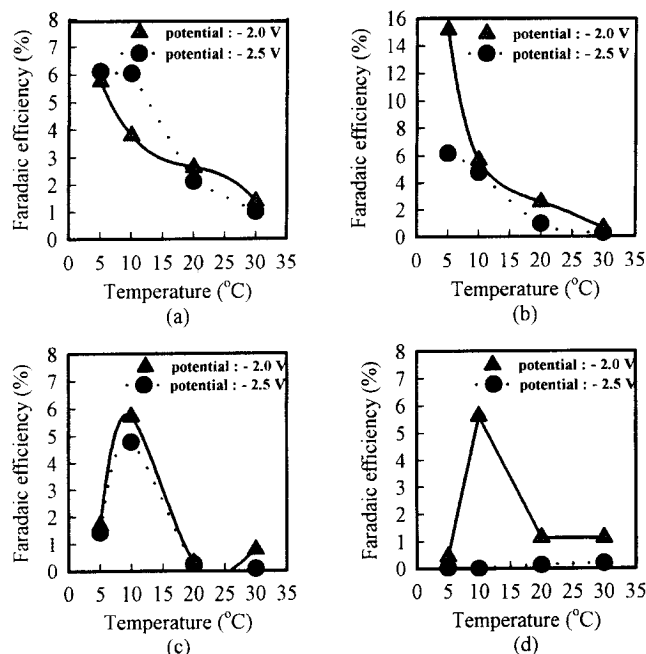 8
7
6
5
4
3
2
1
0
Faradaic efficiency (%)
potential : - 2.0 V
potential : - 2.5 V
0 5 10 15 20 25 30 35
Temperature (°C)
(a)
16
14
12
10
8
6
4
2
0
Faradaic efficiency (%)
potential : - 2.0 V
potential : - 2.5 V
0 5 10 15 20 25 30 35
Temperature (°C)
(b)
8
7
6
5
4
3
2
1
0
Faradaic efficiency (%)
potential : - 2.0 V
potential : - 2.5 V
0 5 10 15 20 25 30 35
Temperature (°C)
(c)
8
7
6
5
4
3
2
1
0
Faradaic efficiency (%)
potential : - 2.0 V
potential : - 2.5 V
0 5 10 15 20 25 30 35
Temperature (°C)
(d)